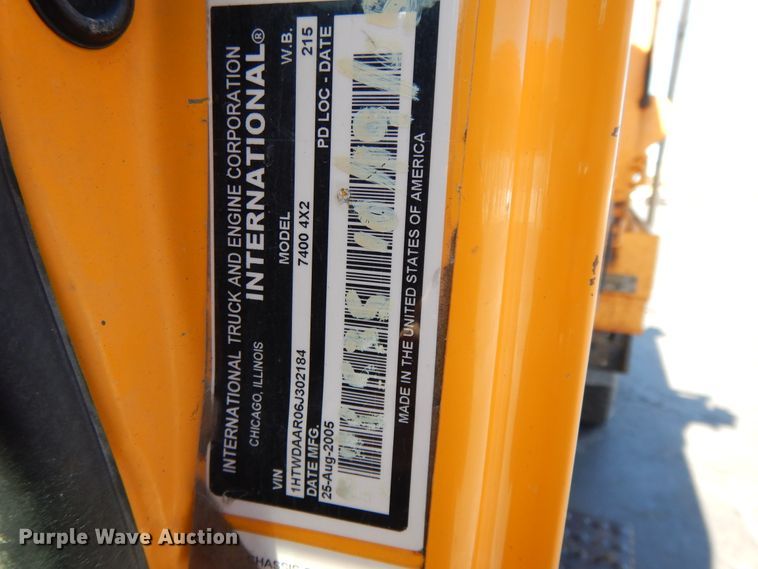 INTERNATIONAL TRUCK AND ENGINE CORPORATION
INTERNATIONAL®
CHICAGO, ILLINOIS
MODEL
W.B.
7400 4X2
215
VIN
1HTWDAAR06J302184
DATE MFG.
PD LOC - DATE
25-Aug-2005
MADE IN THE UNITED STATES OF AMERICA
CHASSIS
Purple Wave Auction